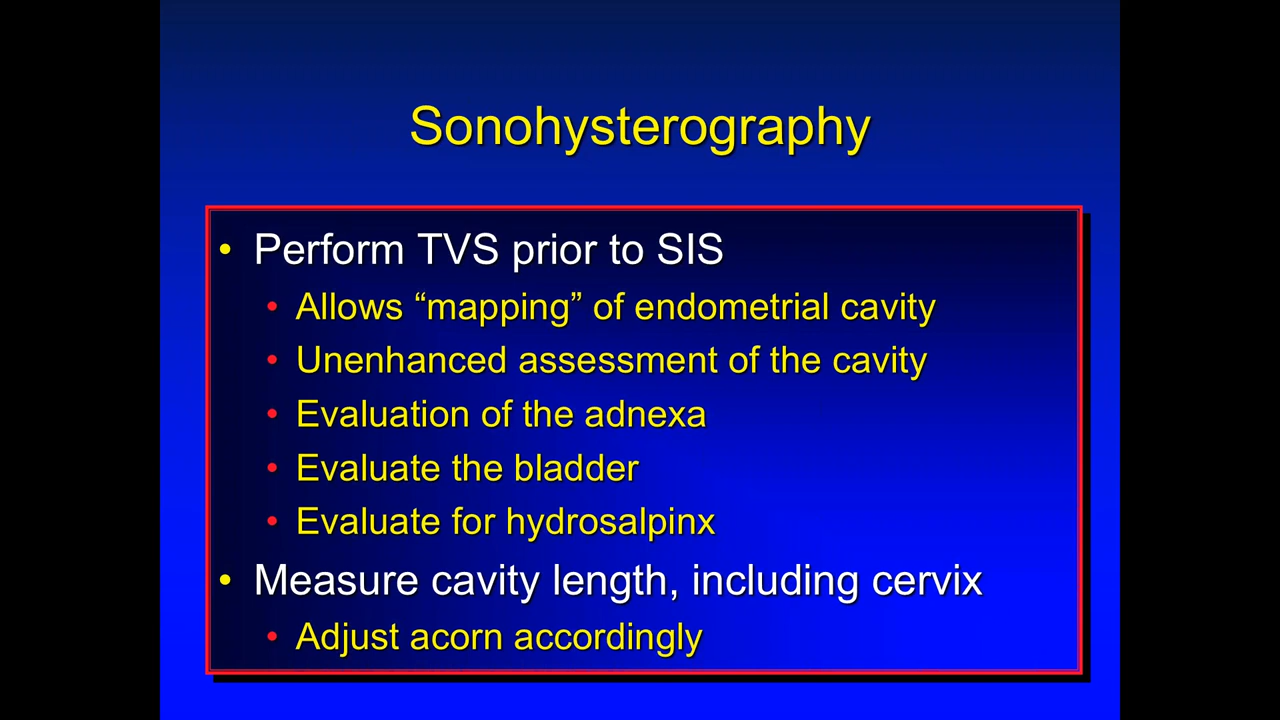 Sonohysterography
• Perform TVS prior to SIS
• Allows “mapping” of endometrial cavity
• Unenhanced assessment of the cavity
• Evaluation of the adnexa
• Evaluate the bladder
• Evaluate for hydrosalpinx
• Measure cavity length, including cervix
• Adjust acorn accordingly